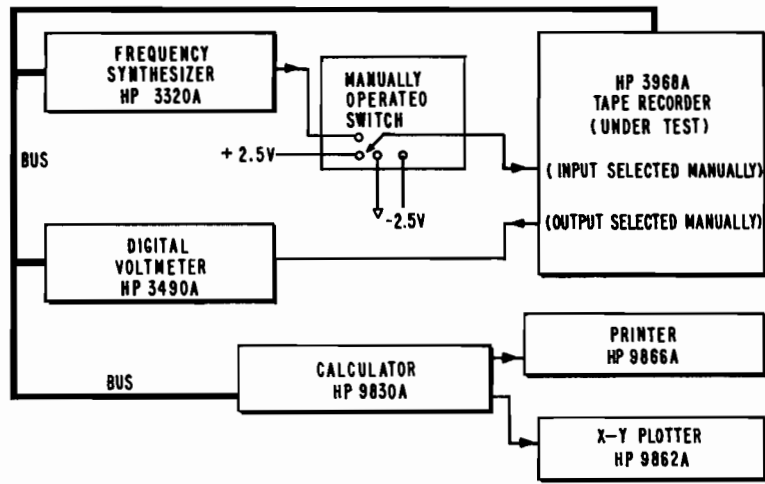 FREQUENCY
SYNTHESIZER
HP 3320A
MANUALLY
OPERATED
SWITCH
+ 2.5V
-2.5V
HP 3968A
TAPE RECORDER
(UNDER TEST)
(INPUT SELECTED MANUALLY)
(OUTPUT SELECTED MANUALLY)
BUS
DIGITAL
VOLTMETER
HP 3490A
BUS
CALCULATOR
HP 9830A
PRINTER
HP 9866A
X-Y PLOTTER
HP 9862A